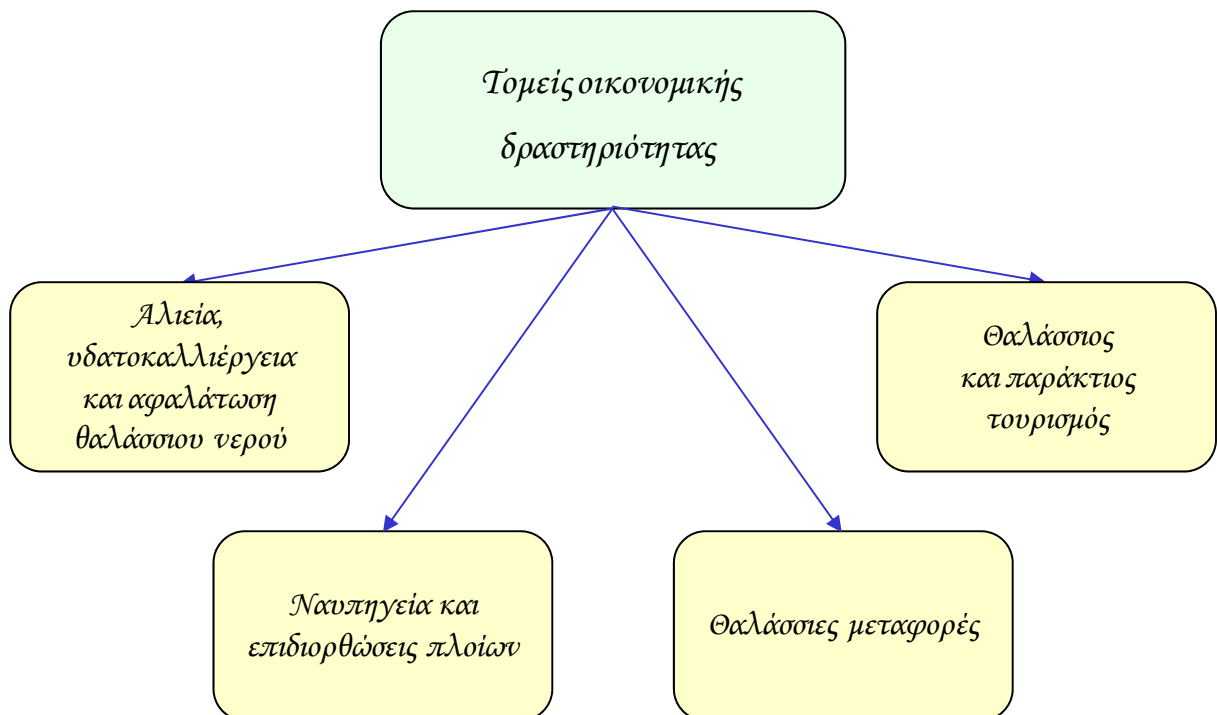 Τομείς οικονομικής
δραστηριότητας
Αλιεία,
υδατοκαλλιέργεια
και αφαλάτωση
θαλάσσιου νερού
Θαλάσσιος
και παράκτιος
τουρισμός
Ναυπηγεία και
επιδιορθώσεις πλοίων
Θαλάσσιες μεταφορές